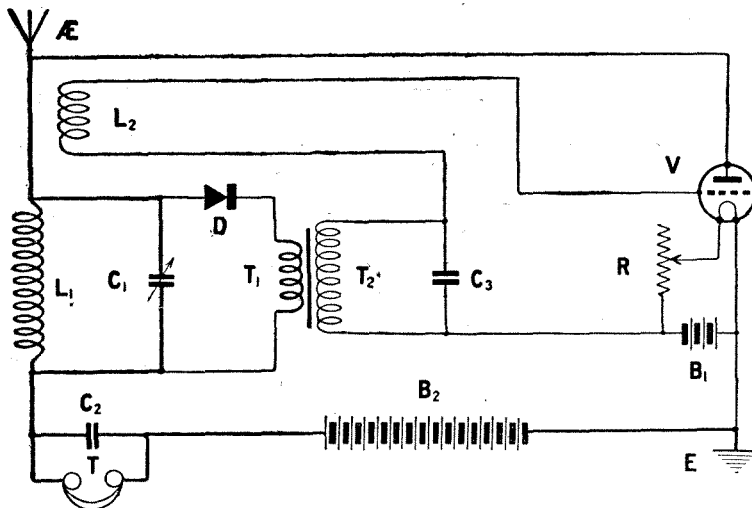 Æ
L₂
V
D
L₁
C₁
T₁
T₂
C₃
R
C₂
B₂
B₁
T
E